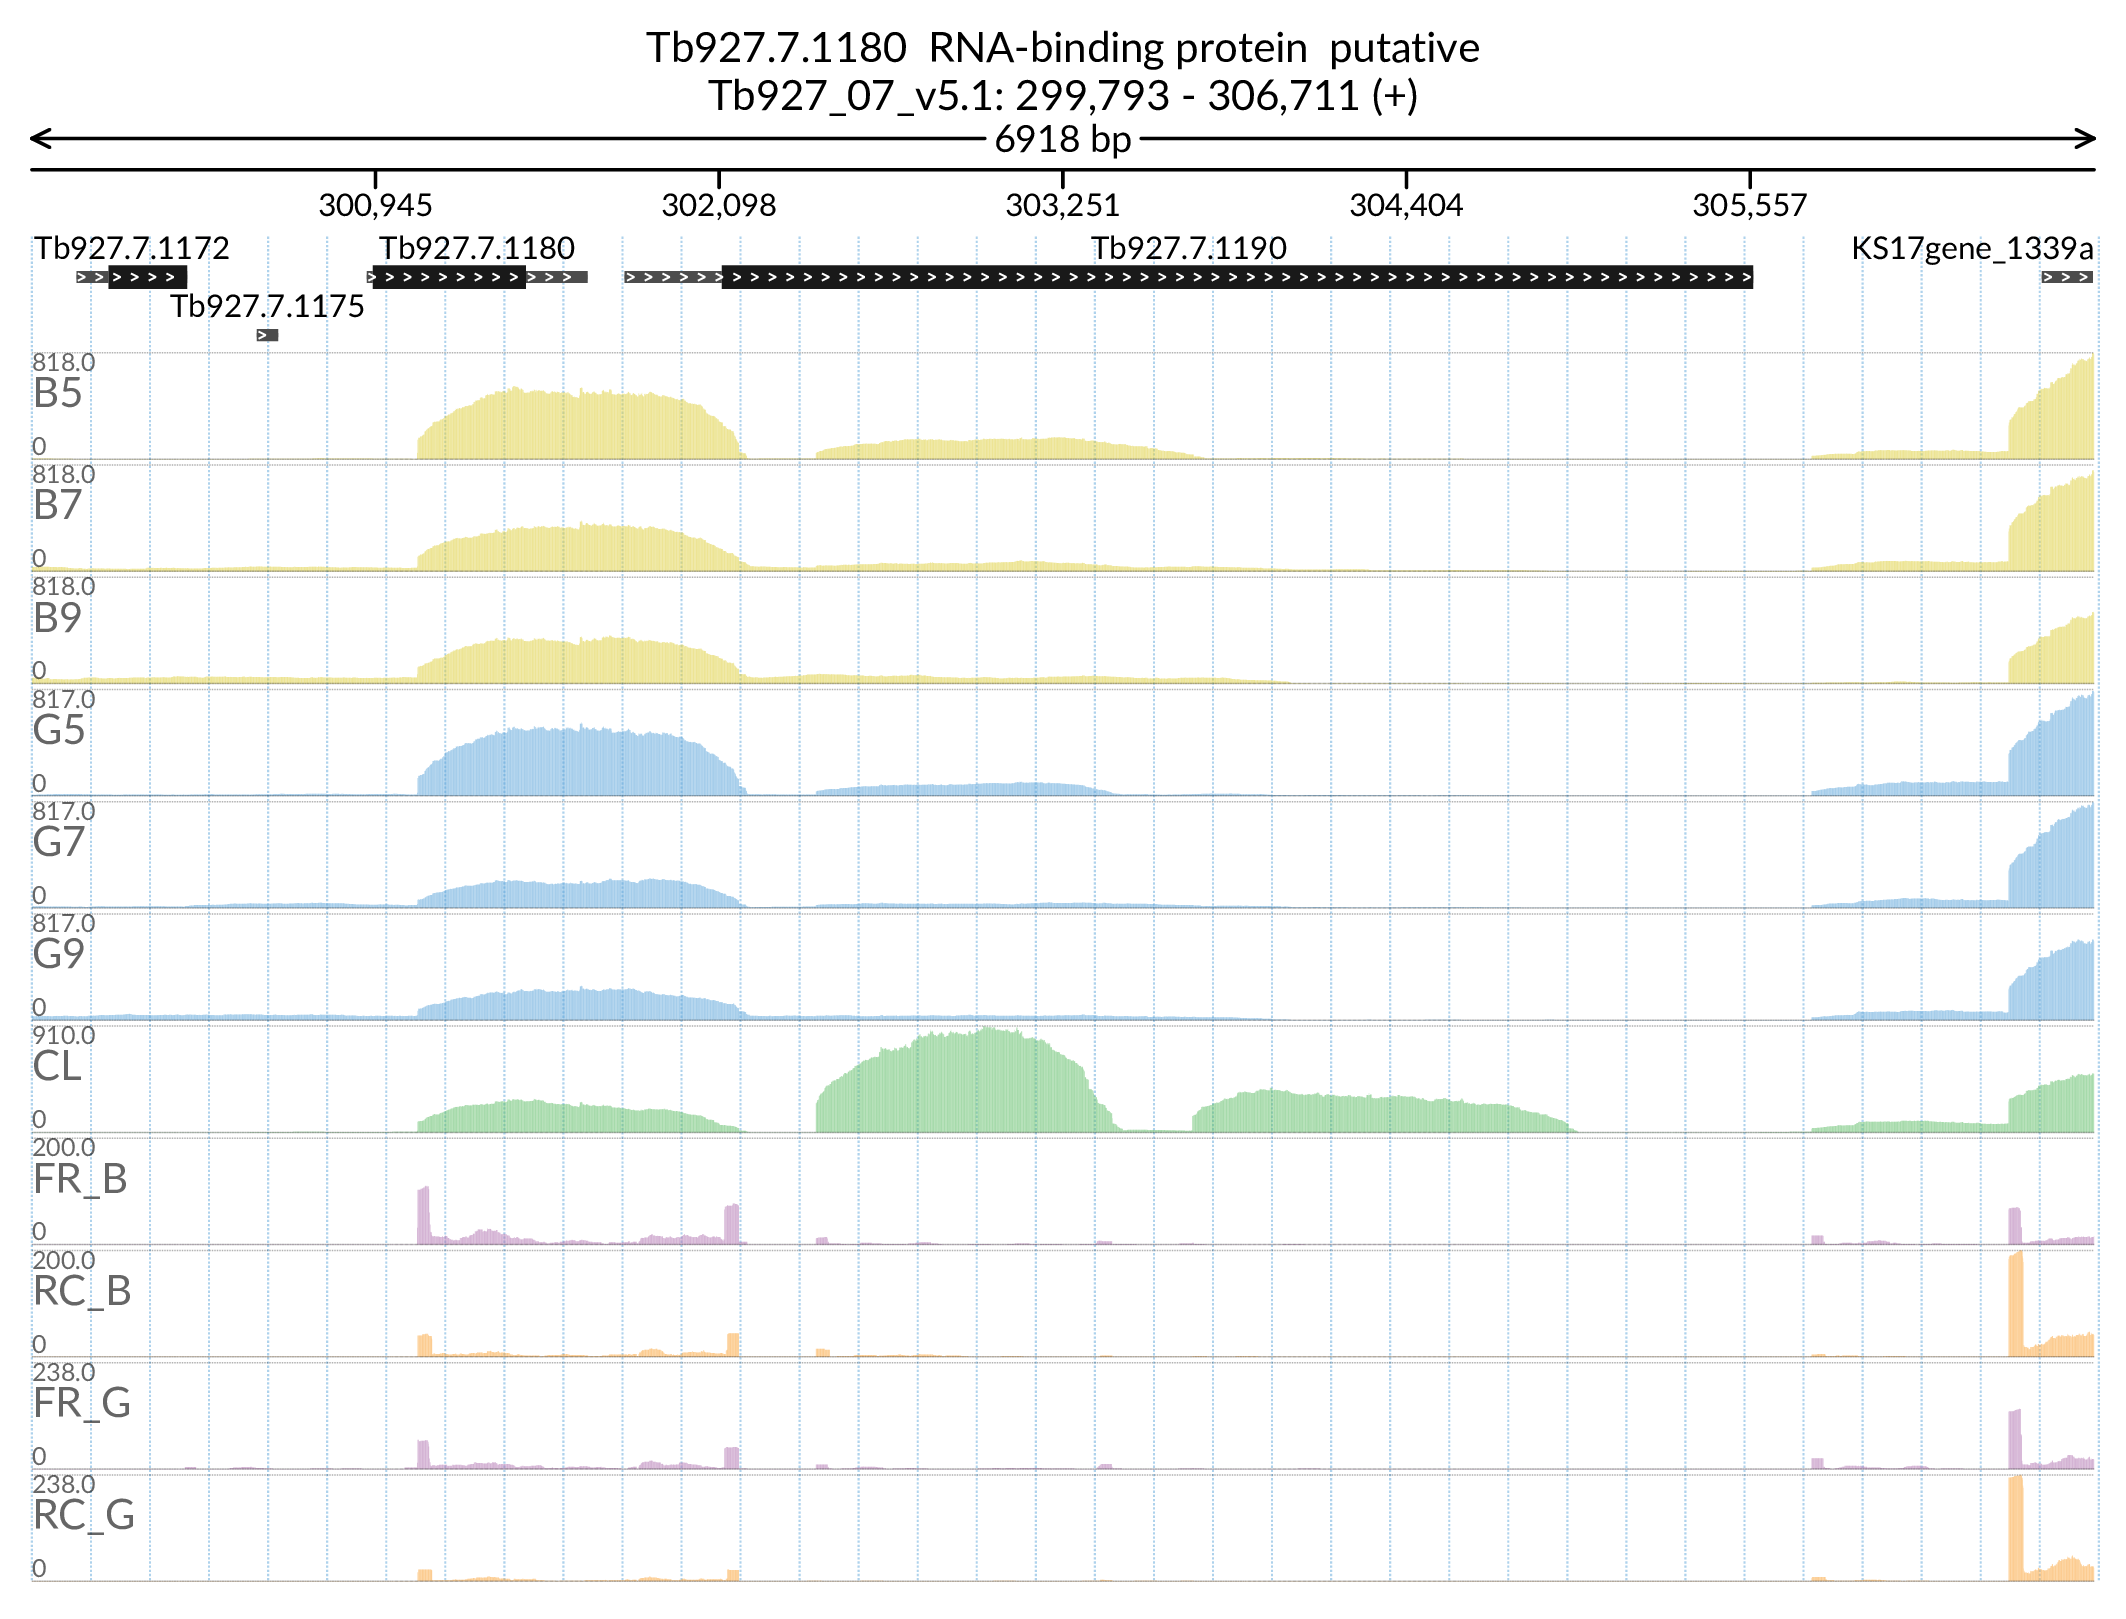 Tb927.7.1180  RNA-binding protein  putative
Tb927_07_v5.1: 299,793 - 306,711 (+)
6918 bp
300,945 302,098 303,251 304,404 305,557
Tb927.7.1172 Tb927.7.1180 Tb927.7.1190 KS17gene_1339a
Tb927.7.1175
818.0
B5
0
818.0
B7
0
818.0
B9
0
817.0
G5
0
817.0
G7
0
817.0
G9
0
910.0
CL
0
200.0
FR_B
0
200.0
RC_B
0
238.0
FR_G
0
238.0
RC_G
0